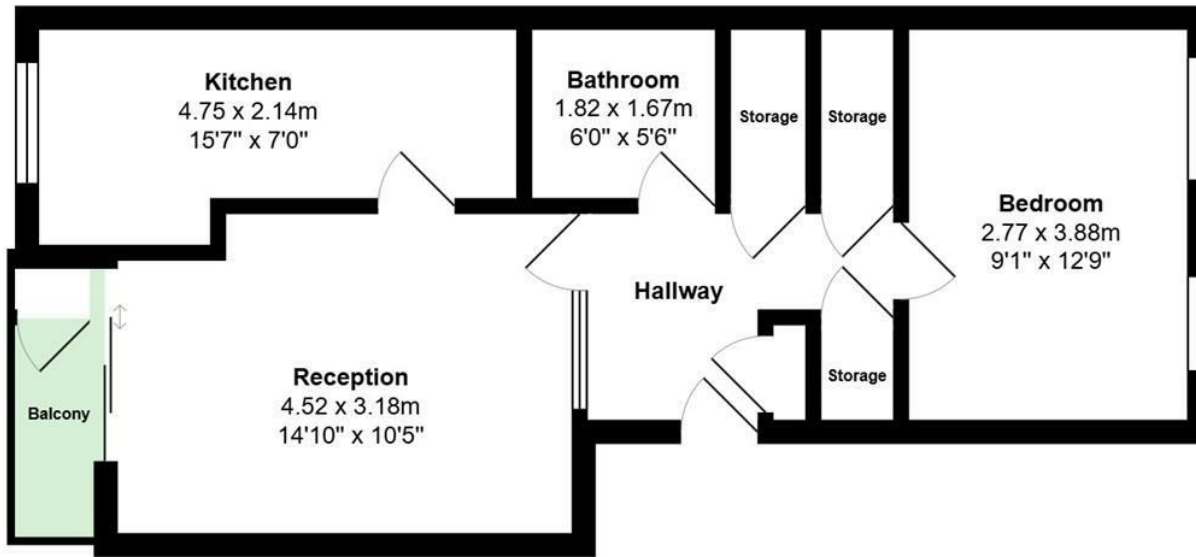 Kitchen
4.75 x 2.14m
15'7" x 7'0"
Bathroom
1.82 x 1.67m
6'0" x 5'6"
Storage
Storage
Bedroom
2.77 x 3.88m
9'1" x 12'9"
Hallway
Reception
4.52 x 3.18m
14'10" x 10'5"
Storage
Balcony